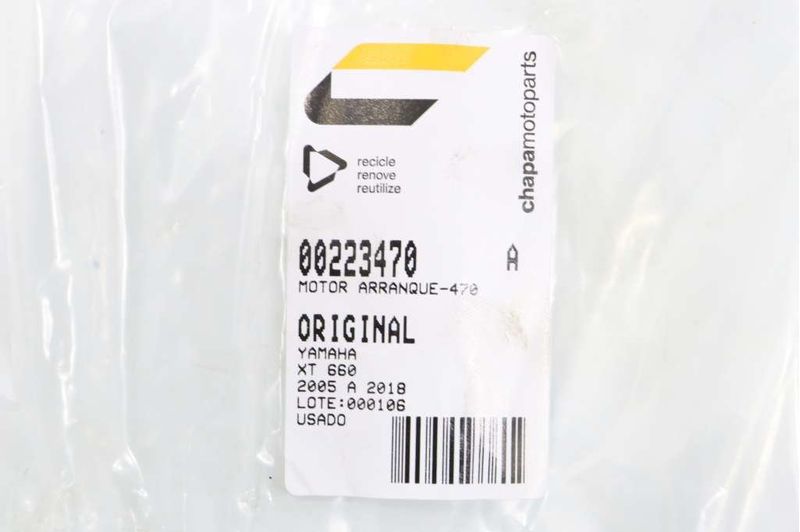 chapamotoparts
recicle
renove
reutilize
00223470
MOTOR ARRANQUE-470
ORIGINAL
YAMAHA
XT 660
2005 A 2018
LOTE:000106
USADO